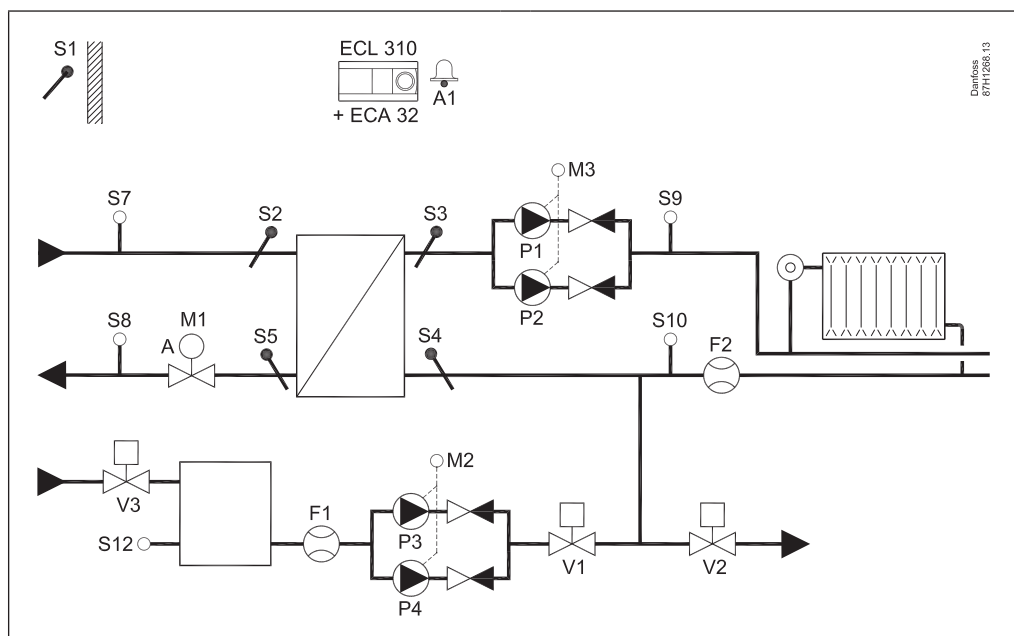 S1
ECL 310
A1
+ ECA 32
Danfoss
87H1268.13
M3
S7
S2
S3
S9
P1
P2
S8
M1
A
S5
S4
S10
F2
M2
V3
F1
P3
S12
V1
V2
P4